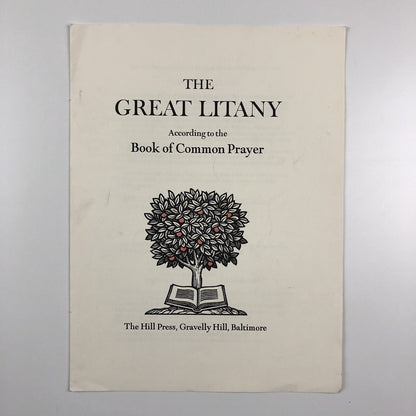 THE
GREAT LITANY
According to the
Book of Common Prayer
The Hill Press, Gravelly Hill, Baltimore